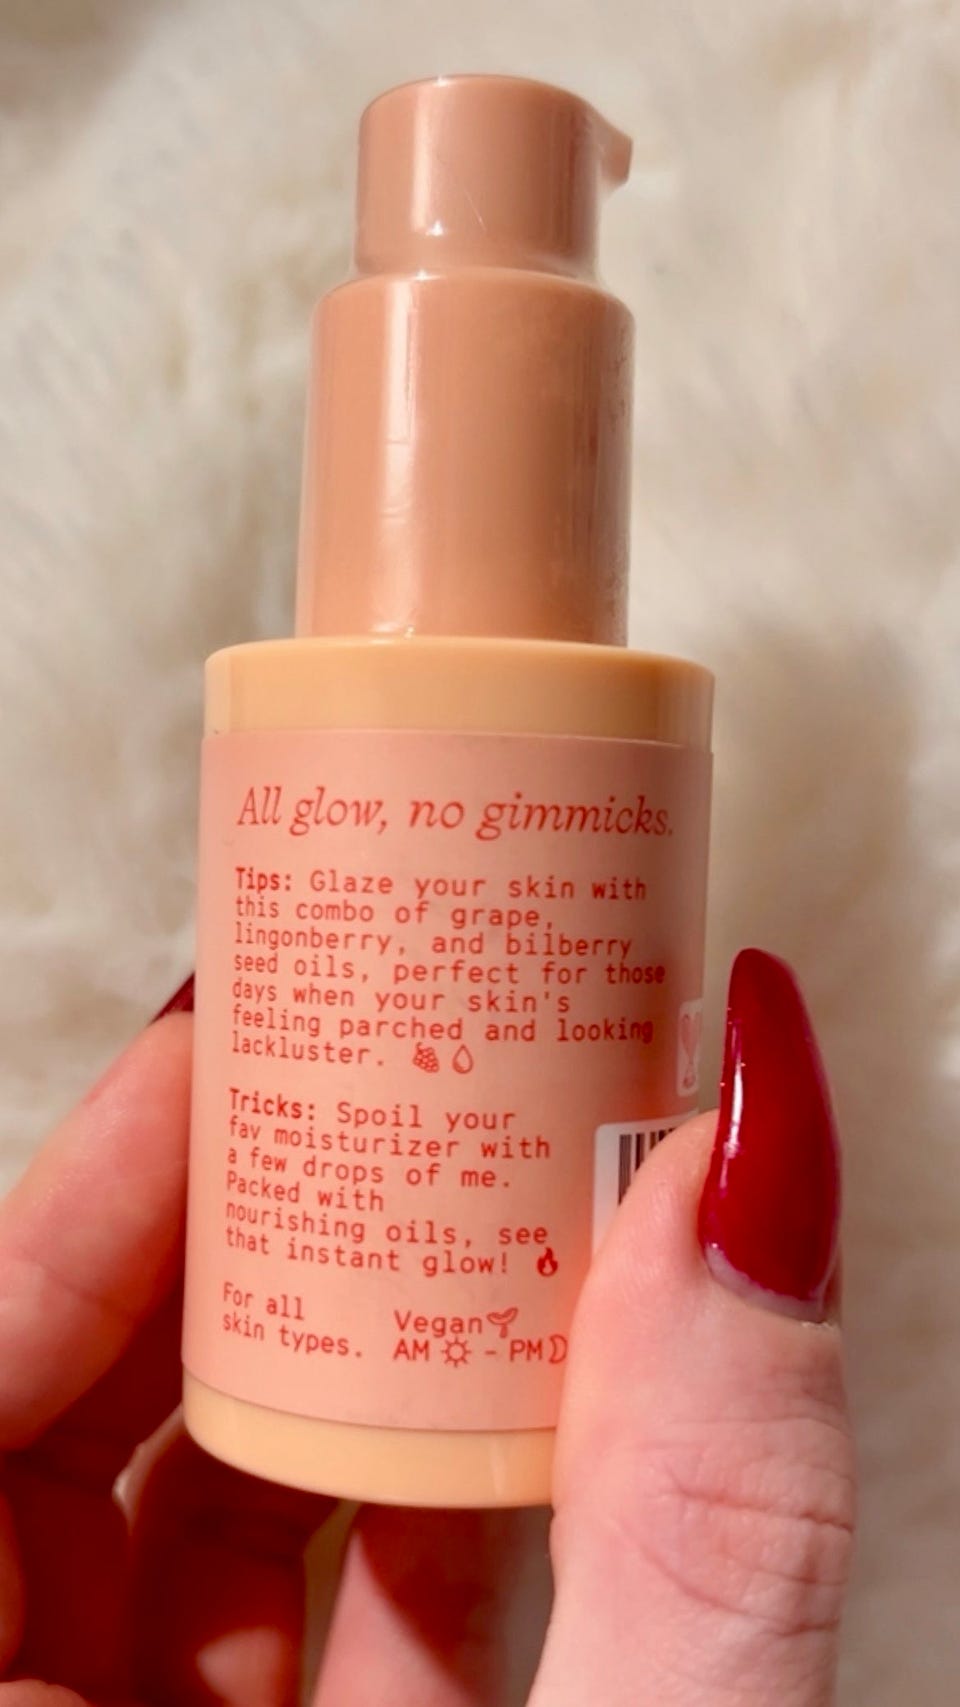 All glow, no gimmicks.
Tips: Glaze your skin with
this combo of grape,
lingonberry, and bilberry
seed oils, perfect for those
days when your skin's
feeling parched and looking
lackluster.
Tricks: Spoil your
fav moisturizer with
a few drops of me.
Packed with
nourishing oils, see
that instant glow!
For all
skin types.
Vegan
AM - PM